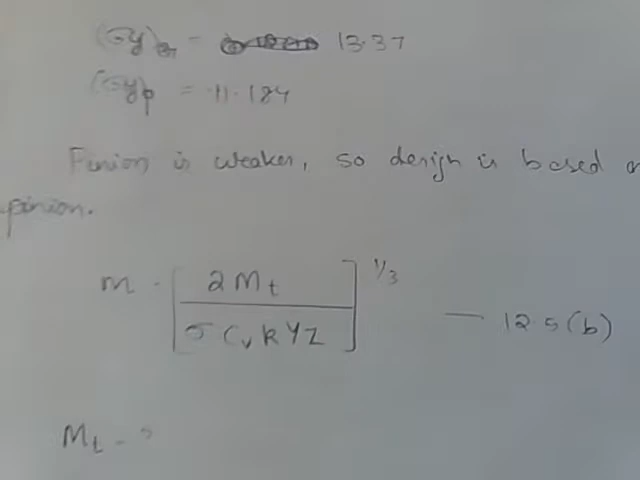 (σy)g = 13.37
(σy)p = 11.184
Pinion is weaker, so design is based on
pinion.
m = [ 2Mt / σ Cv k Y Z ]^1/3 — 12.5(b)
Mt =